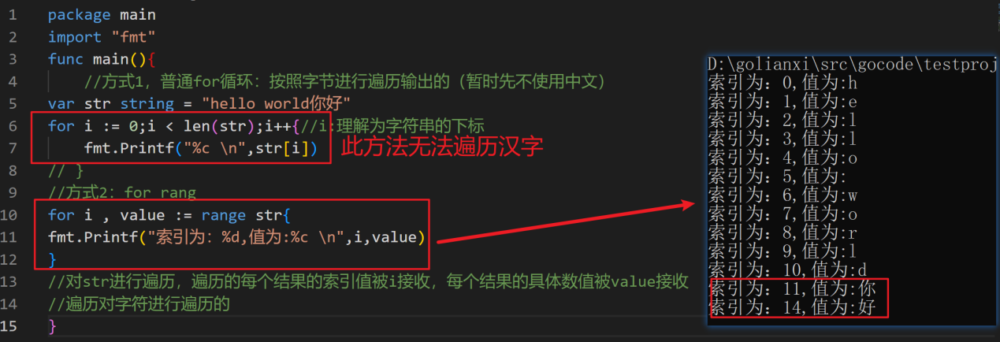 1 package main
2 import "fmt"
3 func main(){
4 //方式1，普通for循环：按照字节进行遍历输出的（暂时先不使用中文）
5 var str string = "hello world你好"
6 for i := 0;i < len(str);i++{//i:理解为字符串的下标
7 fmt.Printf("%c \n",str[i])
此方法无法遍历汉字
8 // }
9 //方式2：for rang
10 for i , value := range str{
11 fmt.Printf("索引为：%d,值为:%c \n",i,value)
12 }
13 //对str进行遍历，遍历的每个结果的索引值被i接收，每个结果的具体数值被value接收
14 //遍历对字符进行遍历的
15 }
D:\golianxi\src\gocode\testproj
索引为：0,值为:h
索引为：1,值为:e
索引为：2,值为:l
索引为：3,值为:l
索引为：4,值为:o
索引为：5,值为:
索引为：6,值为:w
索引为：7,值为:o
索引为：8,值为:r
索引为：9,值为:l
索引为：10,值为:d
索引为：11,值为:你
索引为：14,值为:好